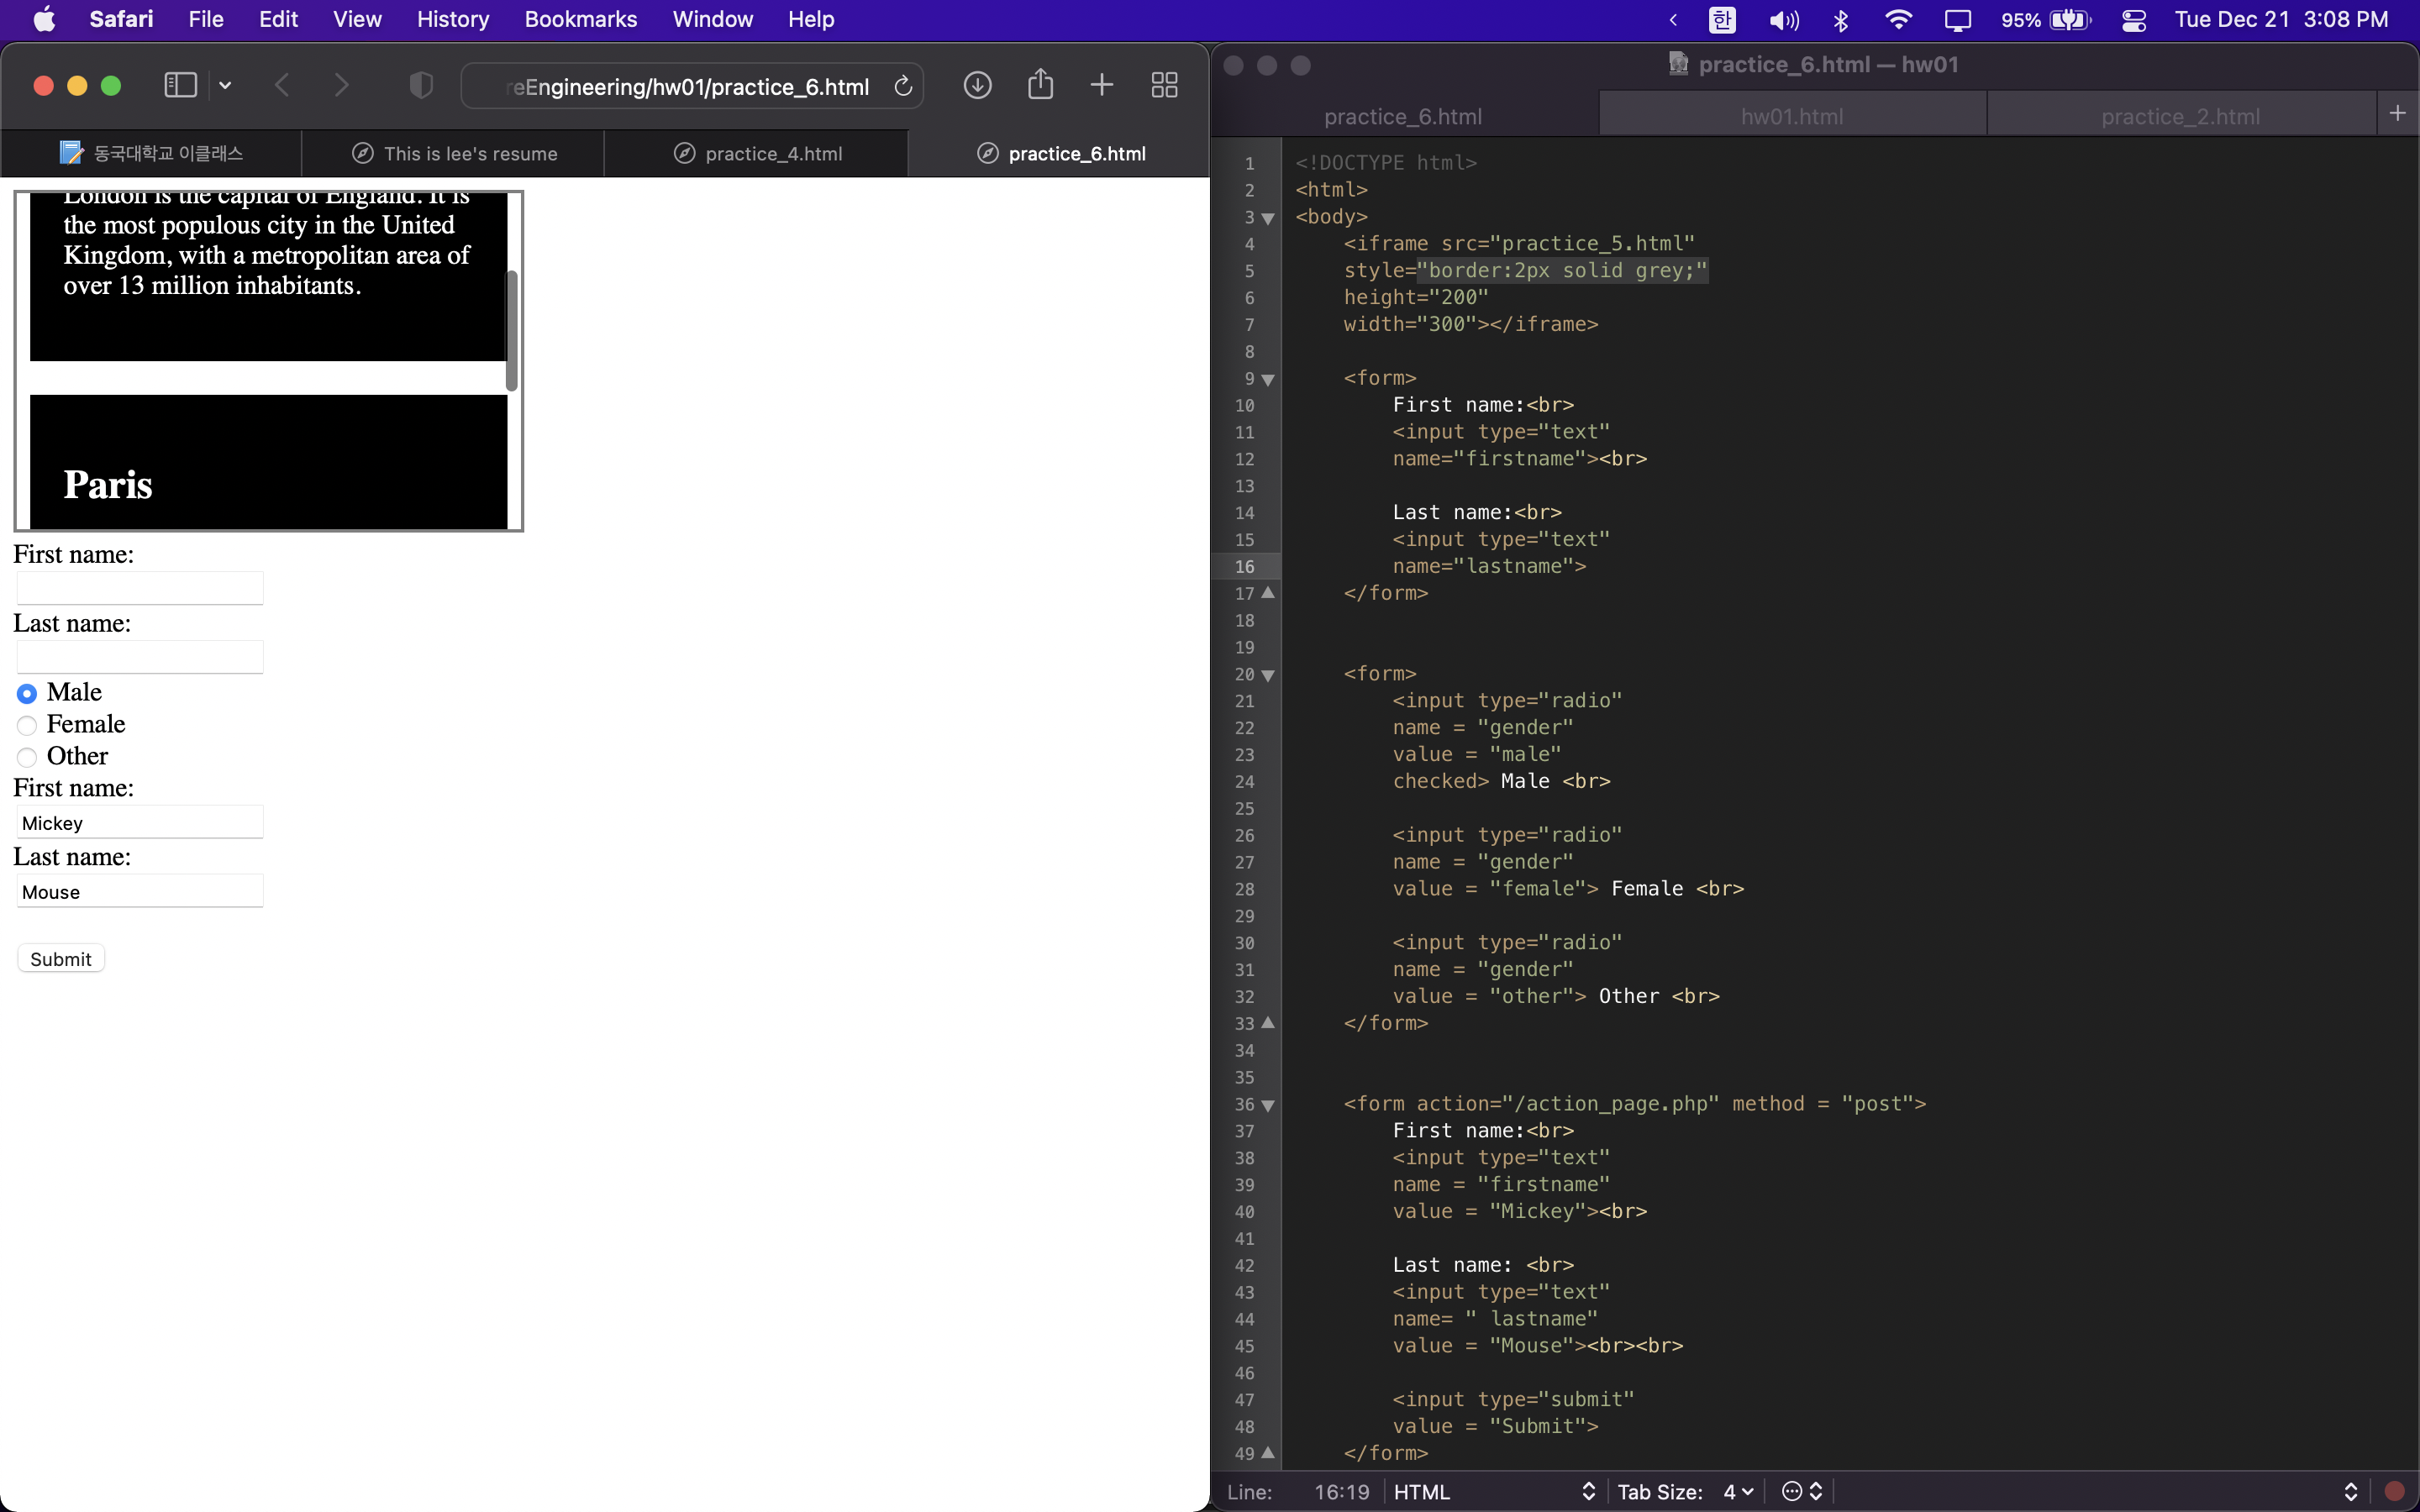 Safari File Edit View History Bookmarks Window Help
한 95% Tue Dec 21 3:08 PM
reEngineering/hw01/practice_6.html
동국대학교 이클래스 This is lee's resume practice_4.html practice_6.html
London is the capital of England. It is
the most populous city in the United
Kingdom, with a metropolitan area of
over 13 million inhabitants.
Paris
First name:
Last name:
Male
Female
Other
First name:
Mickey
Last name:
Mouse
Submit
practice_6.html — hw01
practice_6.html hw01.html practice_2.html
1 <!DOCTYPE html>
2 <html>
3 <body>
4 <iframe src="practice_5.html"
5 style="border:2px solid grey;"
6 height="200"
7 width="300"></iframe>
8
9 <form>
10 First name:<br>
11 <input type="text"
12 name="firstname"><br>
13
14 Last name:<br>
15 <input type="text"
16 name="lastname">
17 </form>
18
19
20 <form>
21 <input type="radio"
22 name = "gender"
23 value = "male"
24 checked> Male <br>
25
26 <input type="radio"
27 name = "gender"
28 value = "female"> Female <br>
29
30 <input type="radio"
31 name = "gender"
32 value = "other"> Other <br>
33 </form>
34
35
36 <form action="/action_page.php" method = "post">
37 First name:<br>
38 <input type="text"
39 name = "firstname"
40 value = "Mickey"><br>
41
42 Last name: <br>
43 <input type="text"
44 name= " lastname"
45 value = "Mouse"><br><br>
46
47 <input type="submit"
48 value = "Submit">
49 </form>
Line: 16:19 HTML Tab Size: 4